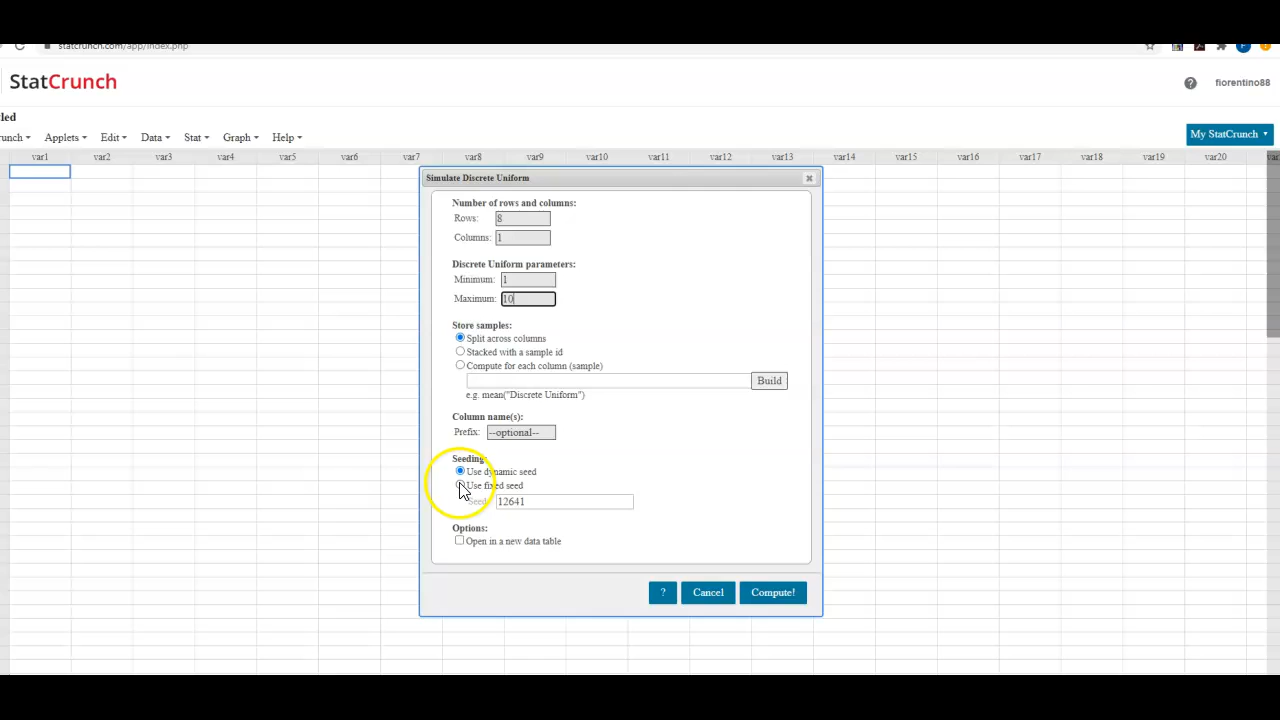 statcrunch.com/app/index.php
StatCrunch
fiorentino88
led
runch Applets Edit Data Stat Graph Help
My StatCrunch
var1 var2 var3 var4 var5 var6 var7 var8 var9 var10 var11 var12 var13 var14 var15 var16 var17 var18 var19 var20 var
Simulate Discrete Uniform
Number of rows and columns:
Rows: 8
Columns: 1
Discrete Uniform parameters:
Minimum: 1
Maximum: 10
Store samples:
Split across columns
Stacked with a sample id
Compute for each column (sample)
Build
e.g. mean("Discrete Uniform")
Column name(s):
Prefix: --optional--
Seeding:
Use dynamic seed
Use fixed seed
Seed: 12641
Options:
Open in a new data table
? Cancel Compute!